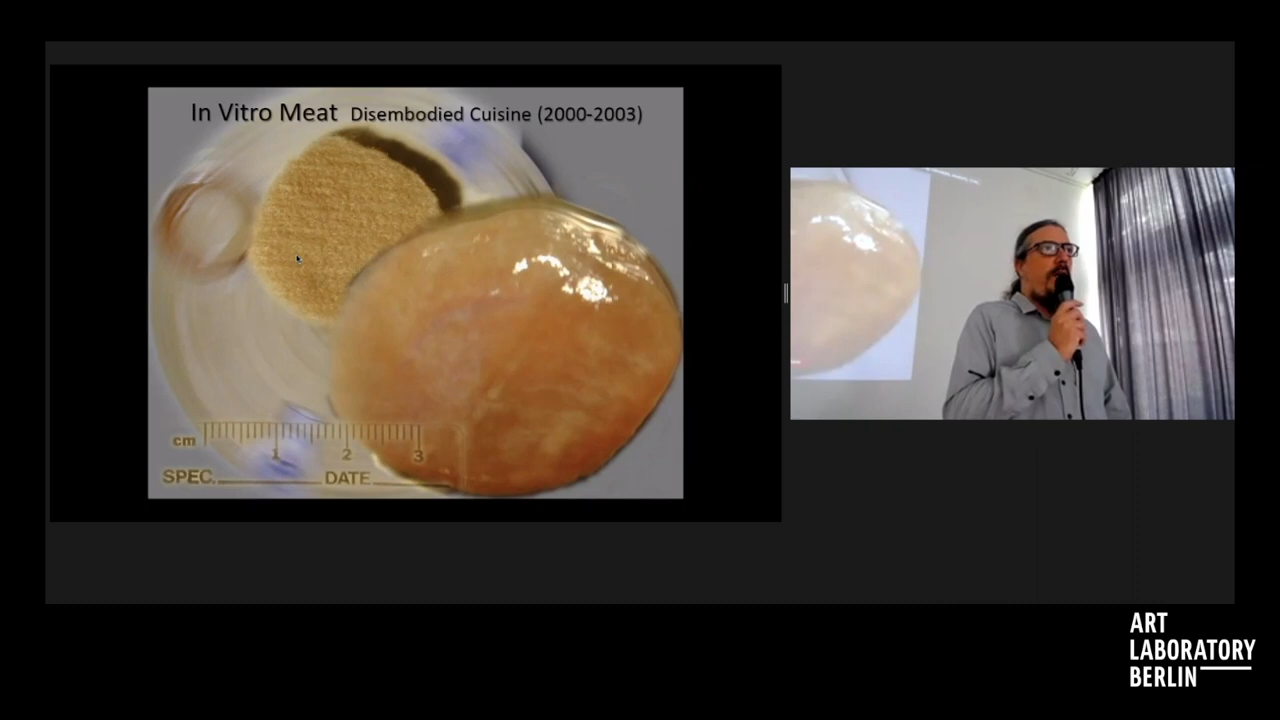 In Vitro Meat Disembodied Cuisine (2000-2003)
cm 1 2 3
SPEC. DATE
ART
LABORATORY
BERLIN